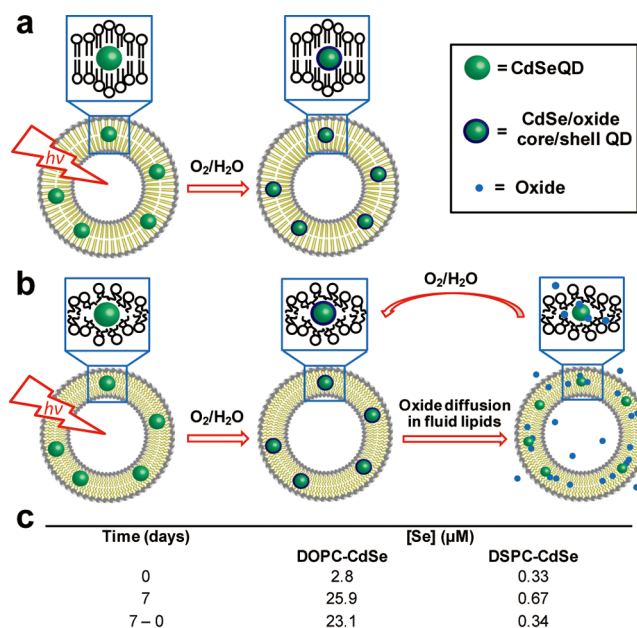 a
hν
O₂/H₂O
= CdSeQD
= CdSe/oxide
core/shell QD
= Oxide
b
O₂/H₂O
hν
O₂/H₂O
Oxide diffusion
in fluid lipids
c
Time (days) [Se] (µM)
DOPC-CdSe DSPC-CdSe
0 2.8 0.33
7 25.9 0.67
7 – 0 23.1 0.34